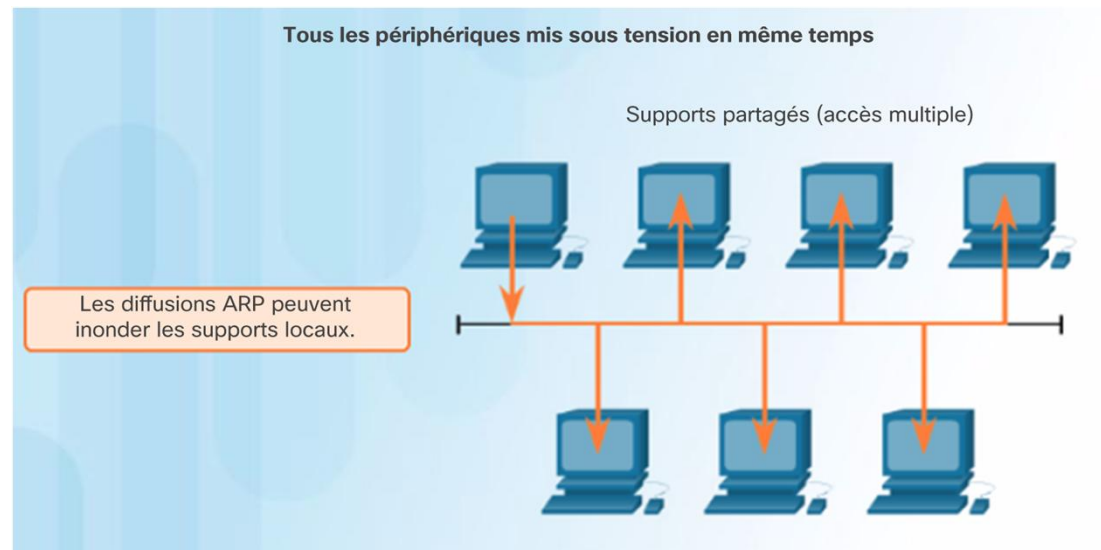 Tous les périphériques mis sous tension en même temps
Supports partagés (accès multiple)
Les diffusions ARP peuvent
inonder les supports locaux.